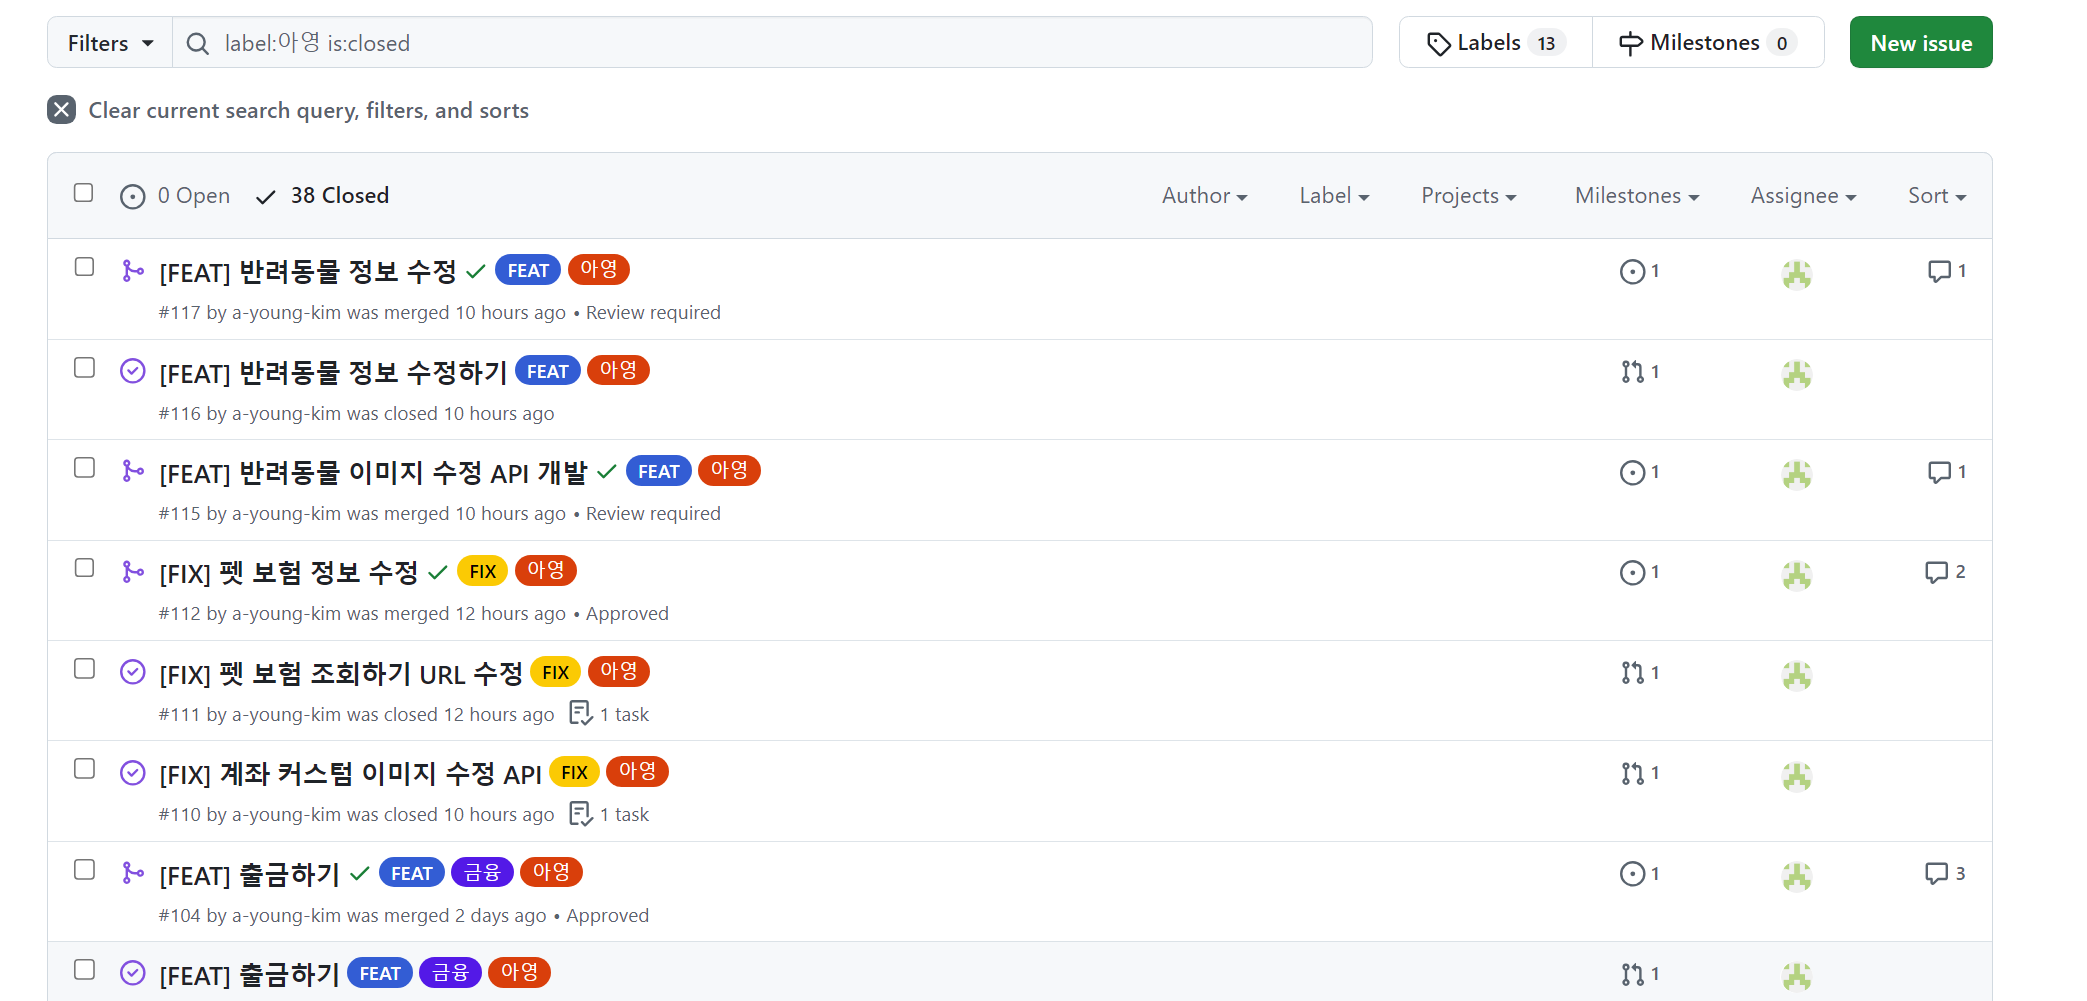 Filters label:아영 is:closed Labels 13 Milestones 0 New issue
Clear current search query, filters, and sorts
0 Open 38 Closed Author Label Projects Milestones Assignee Sort
[FEAT] 반려동물 정보 수정 FEAT 아영 1 1
#117 by a-young-kim was merged 10 hours ago • Review required
[FEAT] 반려동물 정보 수정하기 FEAT 아영 1
#116 by a-young-kim was closed 10 hours ago
[FEAT] 반려동물 이미지 수정 API 개발 FEAT 아영 1 1
#115 by a-young-kim was merged 10 hours ago • Review required
[FIX] 펫 보험 정보 수정 FIX 아영 1 2
#112 by a-young-kim was merged 12 hours ago • Approved
[FIX] 펫 보험 조회하기 URL 수정 FIX 아영 1
#111 by a-young-kim was closed 12 hours ago 1 task
[FIX] 계좌 커스텀 이미지 수정 API FIX 아영 1
#110 by a-young-kim was closed 10 hours ago 1 task
[FEAT] 출금하기 FEAT 금융 아영 1 3
#104 by a-young-kim was merged 2 days ago • Approved
[FEAT] 출금하기 FEAT 금융 아영 1